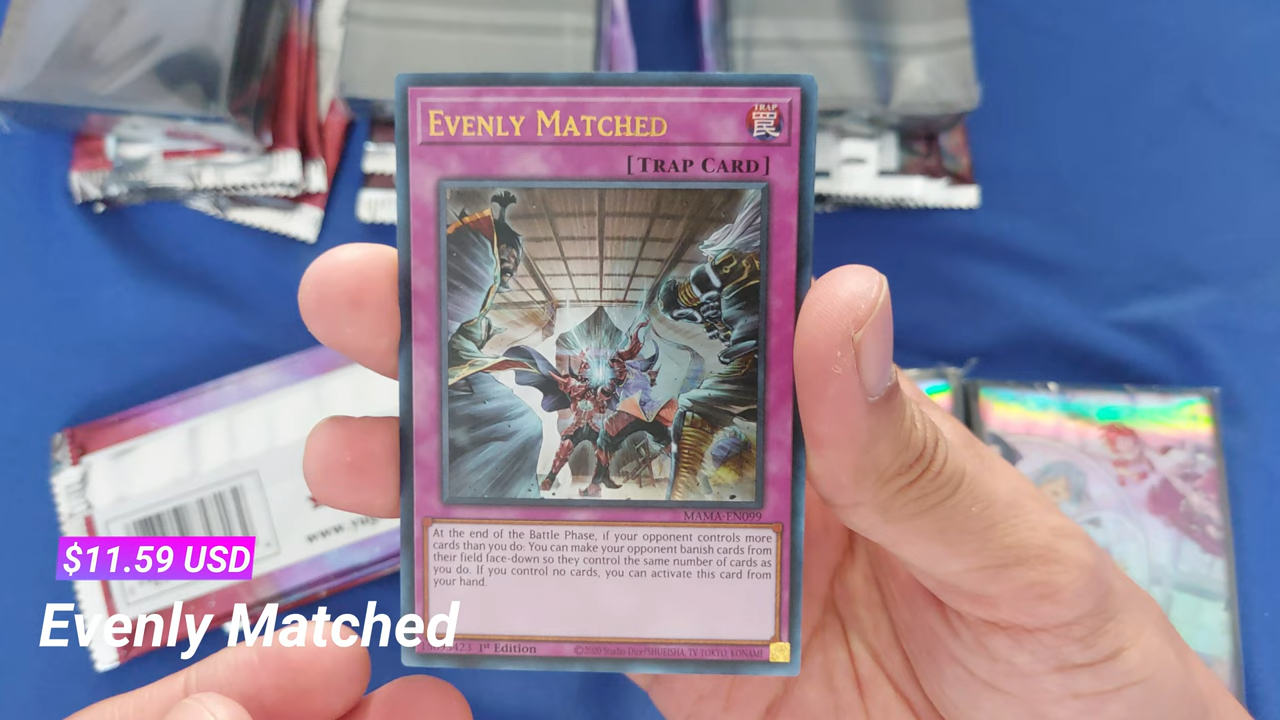 EVENLY MATCHED
TRAP
罠
[TRAP CARD]
MAMA-EN099
At the end of the Battle Phase, if your opponent controls more
cards than you do: You can make your opponent banish cards from
their field face-down so they control the same number of cards as
you do. If you control no cards, you can activate this card from
your hand.
1st Edition
©2020 Studio Dice/SHUEISHA, TV TOKYO, KONAMI
$11.59 USD
Evenly Matched